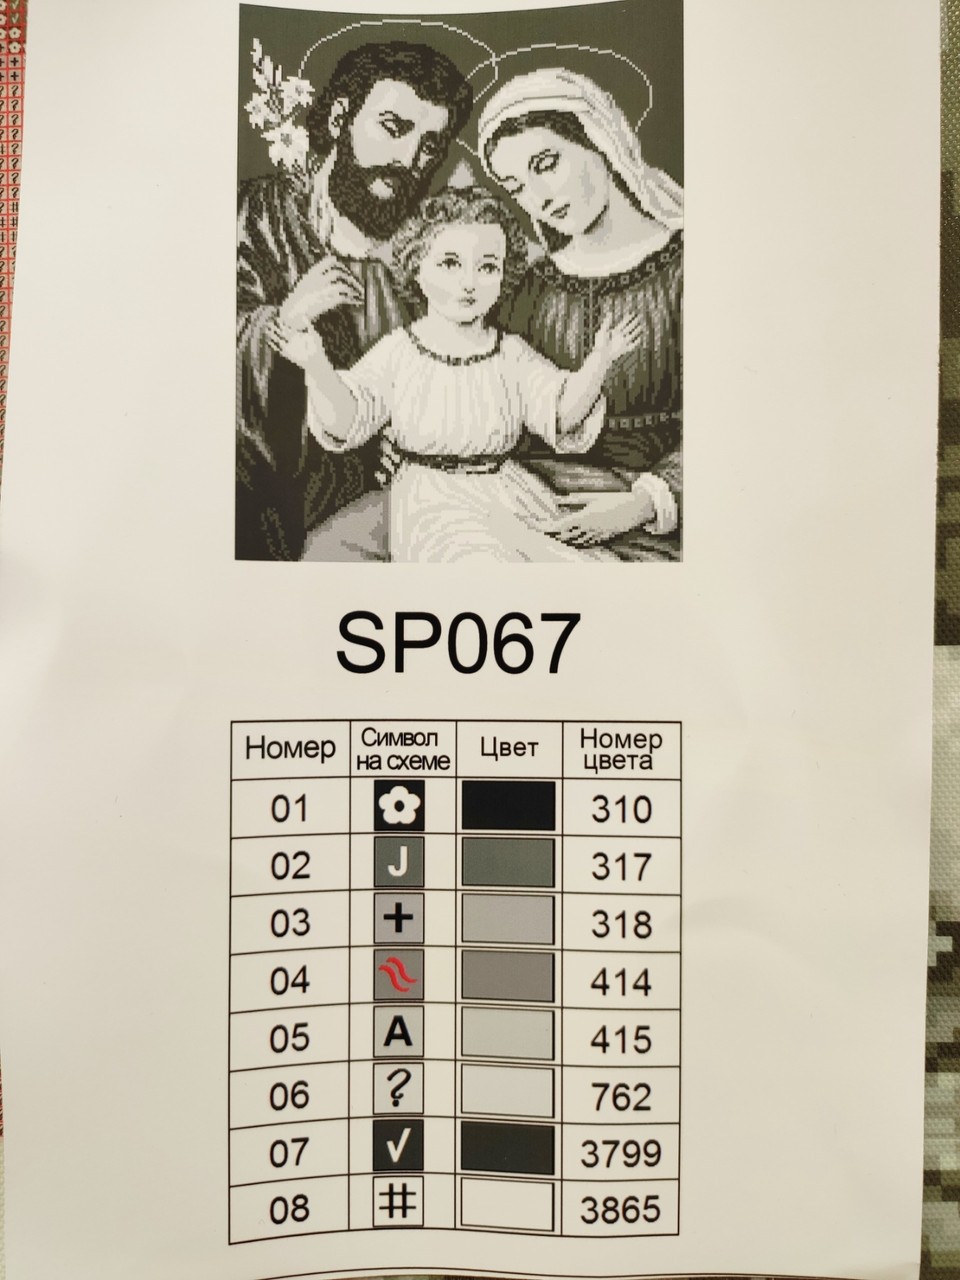 SP067
Номер Символ на схеме Цвет Номер цвета
01 310
02 J 317
03 + 318
04 414
05 A 415
06 ? 762
07 √ 3799
08 # 3865